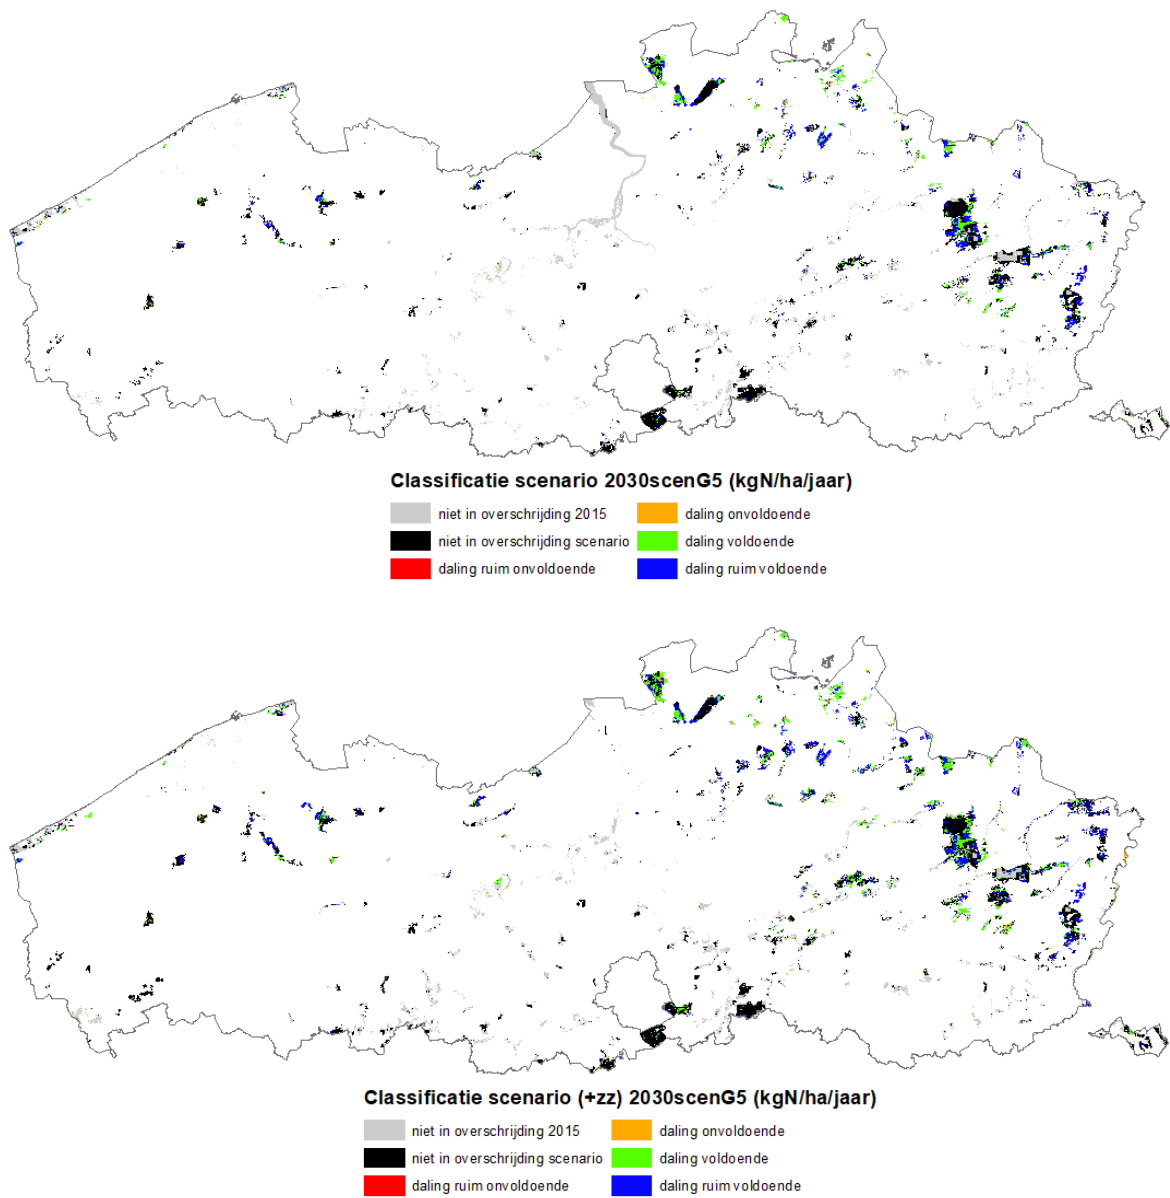 Classificatie scenario 2030scenG5 (kgN/ha/jaar)
niet in overschrijding 2015
daling onvoldoende
niet in overschrijding scenario
daling voldoende
daling ruim onvoldoende
daling ruim voldoende
Classificatie scenario (+zz) 2030scenG5 (kgN/ha/jaar)
niet in overschrijding 2015
daling onvoldoende
niet in overschrijding scenario
daling voldoende
daling ruim onvoldoende
daling ruim voldoende